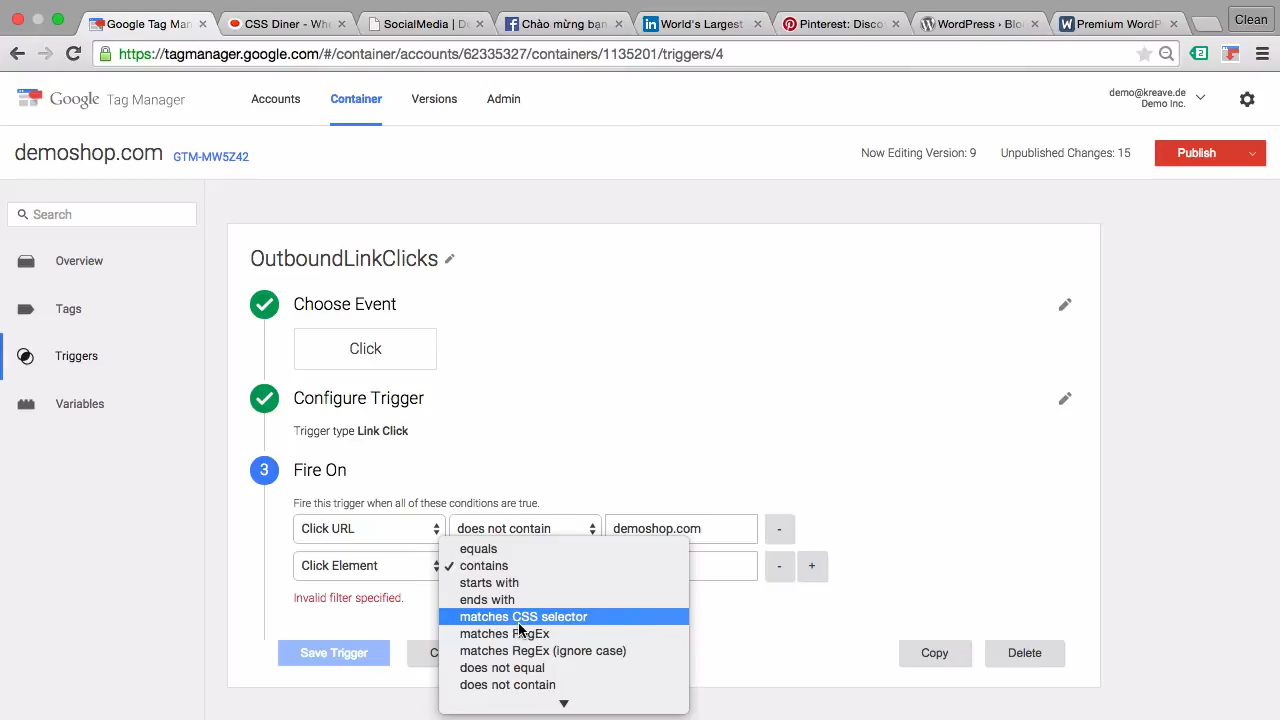 Google Tag Man
CSS Diner - Whe
SocialMedia | De
Chào mừng bạn
World's Largest
Pinterest: Disco
WordPress › Blo
Premium WordP
Clean
https://tagmanager.google.com/#/container/accounts/62335327/containers/1135201/triggers/4
Google Tag Manager
Accounts
Container
Versions
Admin
demo@kreave.de
Demo Inc.
demoshop.com GTM-MW5Z42
Now Editing Version: 9
Unpublished Changes: 15
Publish
Search
Overview
Tags
Triggers
Variables
OutboundLinkClicks
Choose Event
Click
Configure Trigger
Trigger type Link Click
3 Fire On
Fire this trigger when all of these conditions are true.
Click URL does not contain demoshop.com -
Click Element - +
Invalid filter specified.
equals
✓ contains
starts with
ends with
matches CSS selector
matches RegEx
matches RegEx (ignore case)
does not equal
does not contain
Save Trigger
C
Copy
Delete